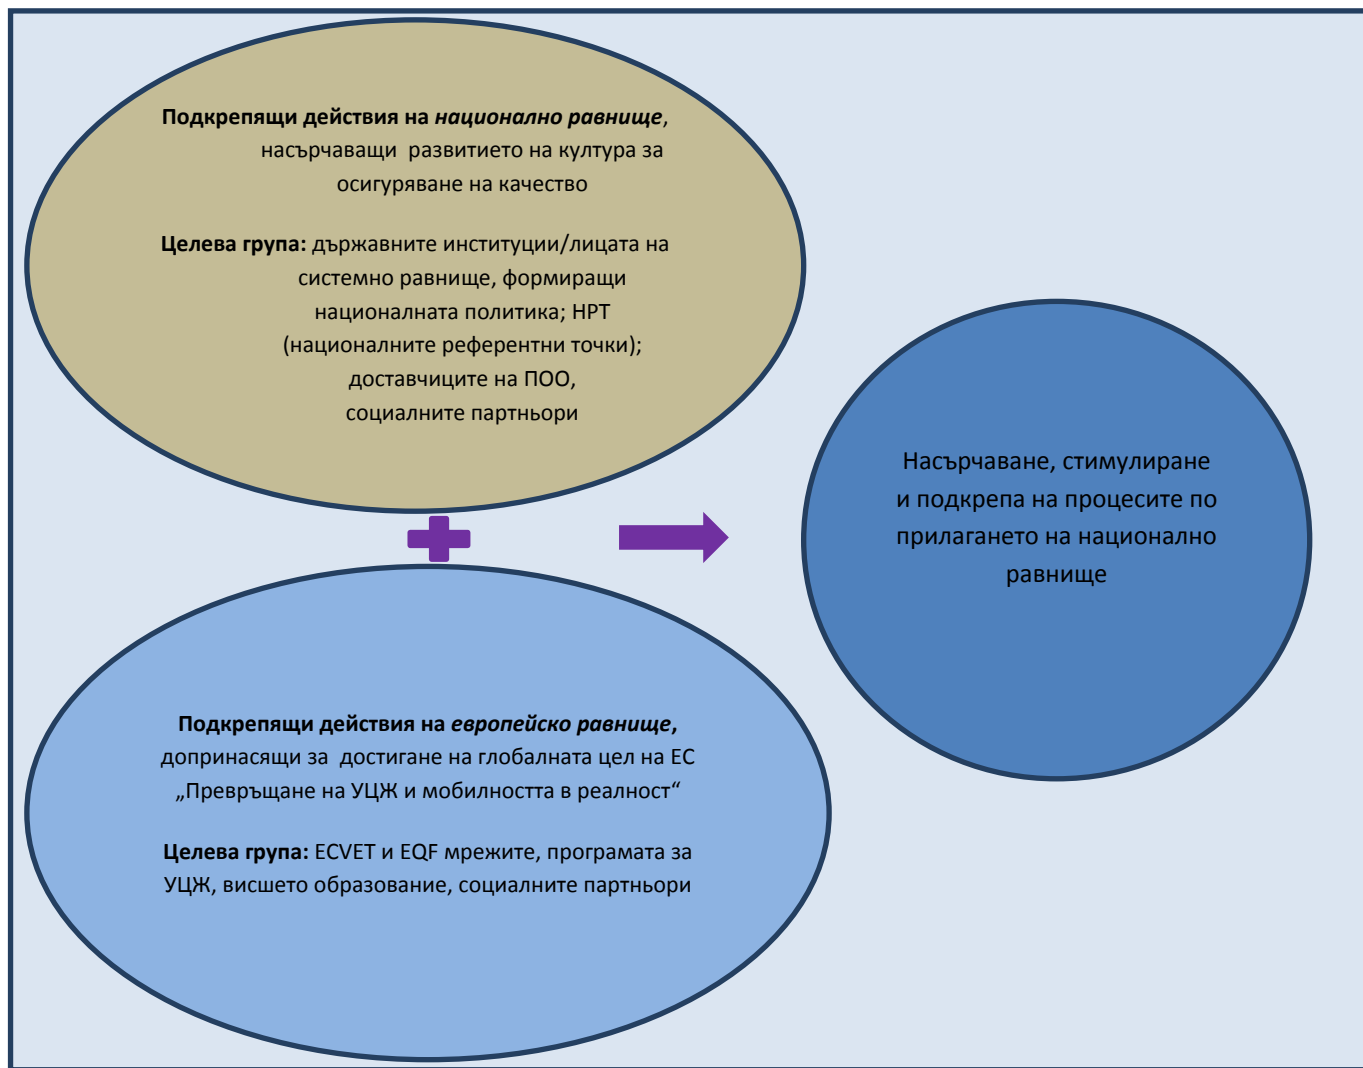 Подкрепящи действия на национално равнище,
насърчаващи развитието на култура за
осигуряване на качество
Целева група: държавните институции/лицата на
системно равнище, формиращи
националната политика; НРТ
(националните референтни точки);
доставчиците на ПОО,
социалните партньори
Подкрепящи действия на европейско равнище,
допринасящи за достигане на глобалната цел на ЕС
„Превръщане на УЦЖ и мобилността в реалност“
Целева група: ECVET и EQF мрежите, програмата за
УЦЖ, висшето образование, социалните партньори
Насърчаване, стимулиране
и подкрепа на процесите по
прилагането на национално
равнище